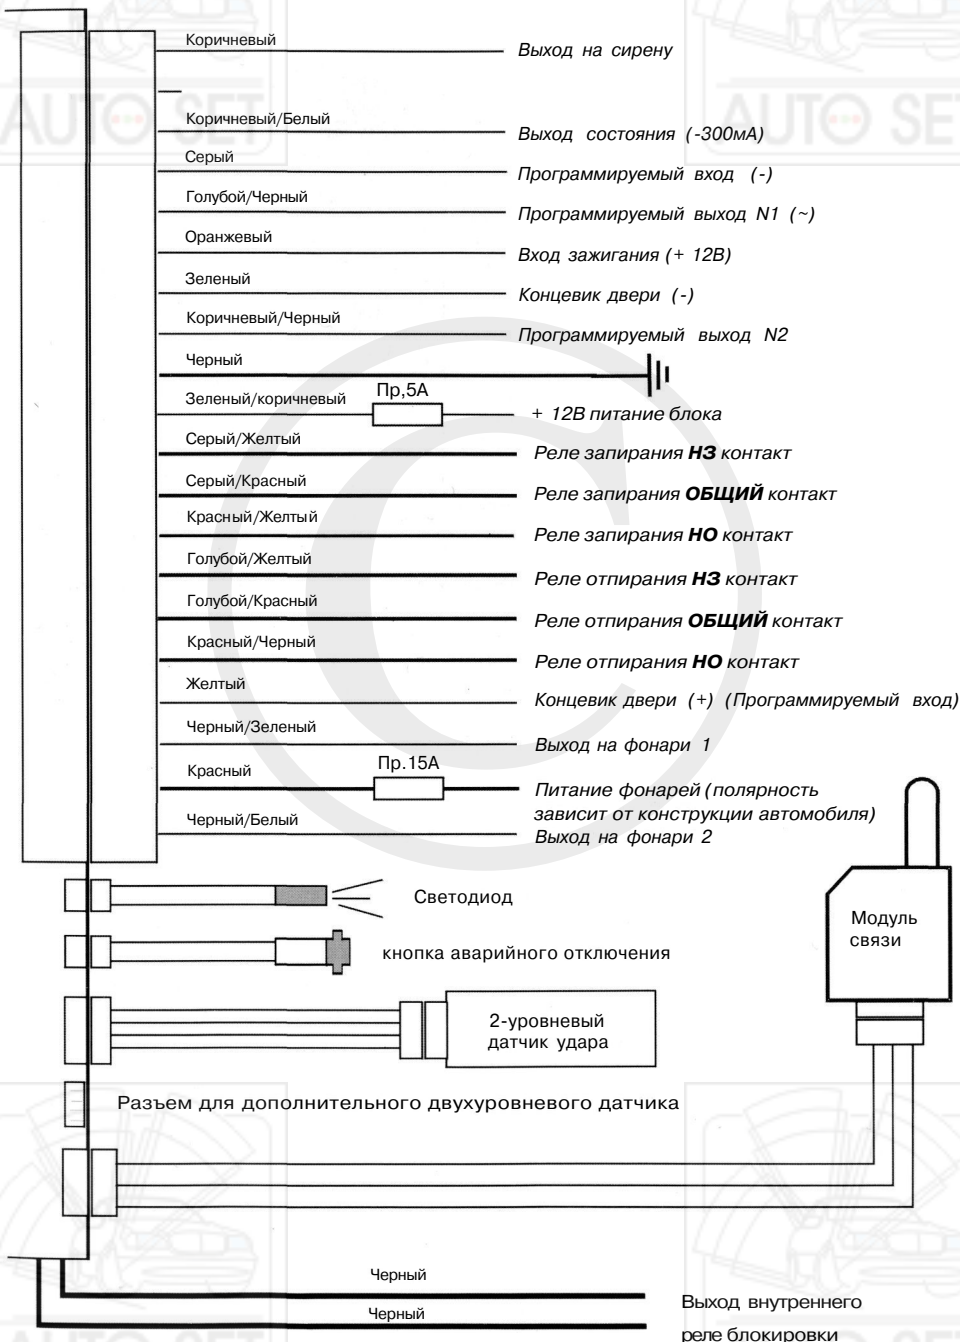 Коричневый
Выход на сирену
AUTO SET
AUTO SET
Коричневый/Белый
Выход состояния (-300мА)
Серый
Программируемый вход (-)
Голубой/Черный
Программируемый выход N1 (~)
Оранжевый
Вход зажигания (+ 12В)
Зеленый
Концевик двери (-)
Коричневый/Черный
Программируемый выход N2
Черный
Зеленый/коричневый
Пр,5А
+ 12В питание блока
Серый/Желтый
Реле запирания НЗ контакт
Серый/Красный
Реле запирания ОБЩИЙ контакт
Красный/Желтый
Реле запирания НО контакт
Голубой/Желтый
Реле отпирания НЗ контакт
Голубой/Красный
Реле отпирания ОБЩИЙ контакт
Красный/Черный
Реле отпирания НО контакт
Желтый
Концевик двери (+) (Программируемый вход)
Черный/Зеленый
Выход на фонари 1
Красный
Пр.15А
Питание фонарей (полярность
зависит от конструкции автомобиля)
Черный/Белый
Выход на фонари 2
Светодиод
кнопка аварийного отключения
Модуль
связи
2-уровневый
датчик удара
Разъем для дополнительного двухуровневого датчика
Черный
Черный
Выход внутреннего
реле блокировки